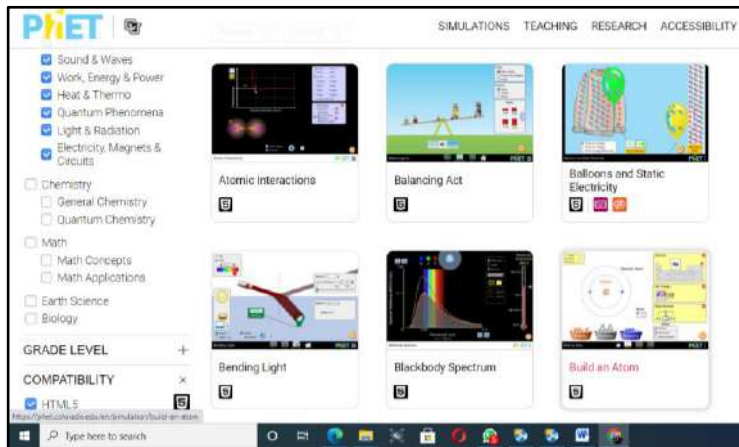 PhET
SIMULATIONS TEACHING RESEARCH ACCESSIBILITY
Sound & Waves
Work, Energy & Power
Heat & Thermo
Quantum Phenomena
Light & Radiation
Electricity, Magnets &
Circuits
Chemistry
General Chemistry
Quantum Chemistry
Math
Math Concepts
Math Applications
Earth Science
Biology
GRADE LEVEL +
COMPATIBILITY ×
HTML5
https://phet.colorado.edu/en/simulation/build-an-atom
Atomic Interactions
Balancing Act
Balloons and Static
Electricity
Bending Light
Blackbody Spectrum
Build an Atom
Type here to search